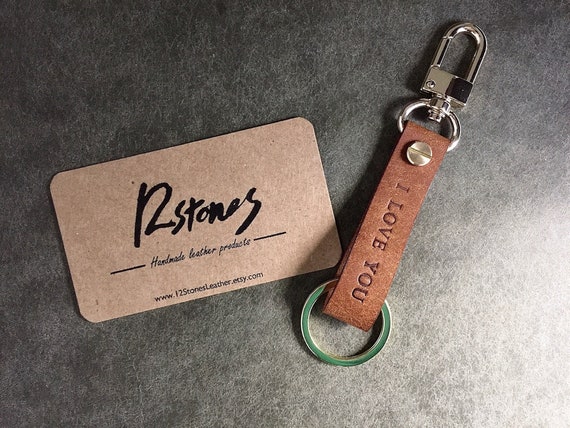 12stones
Handmade leather products
www.12StonesLeather.etsy.com
I LOVE YOU